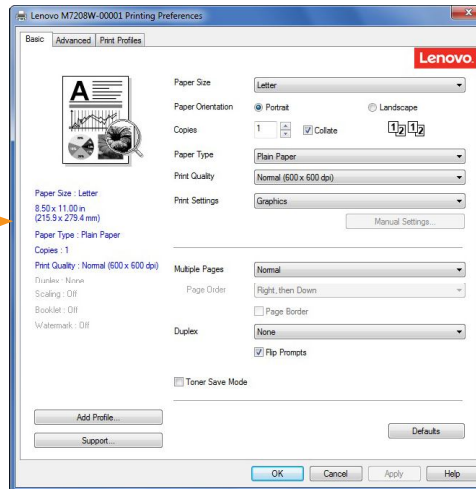 Lenovo M7208W-00001 Printing Preferences
Basic Advanced Print Profiles
Lenovo.
Paper Size Letter
Paper Orientation Portrait Landscape
Copies 1 Collate
Paper Type Plain Paper
Print Quality Normal (600 x 600 dpi)
Print Settings Graphics
Manual Settings...
Paper Size : Letter
8.50 x 11.00 in
(215.9 x 279.4 mm)
Paper Type : Plain Paper
Copies : 1
Print Quality : Normal (600 x 600 dpi)
Duplex : None
Scaling : Off
Booklet : Off
Watermark : Off
Multiple Pages Normal
Page Order Right, then Down
Page Border
Duplex None
Flip Prompts
Toner Save Mode
Add Profile...
Support...
Defaults
OK Cancel Apply Help